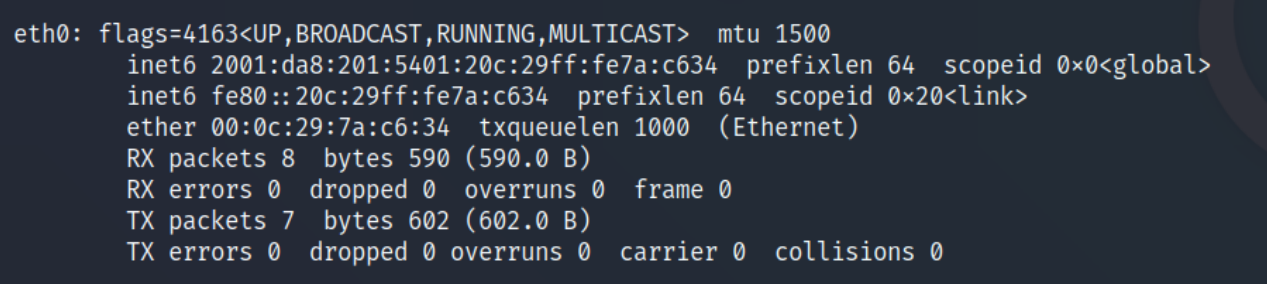 eth0: flags=4163<UP,BROADCAST,RUNNING,MULTICAST>  mtu 1500
        inet6 2001:da8:201:5401:20c:29ff:fe7a:c634  prefixlen 64  scopeid 0×0<global>
        inet6 fe80::20c:29ff:fe7a:c634  prefixlen 64  scopeid 0×20<link>
        ether 00:0c:29:7a:c6:34  txqueuelen 1000  (Ethernet)
        RX packets 8  bytes 590 (590.0 B)
        RX errors 0  dropped 0  overruns 0  frame 0
        TX packets 7  bytes 602 (602.0 B)
        TX errors 0  dropped 0 overruns 0  carrier 0  collisions 0